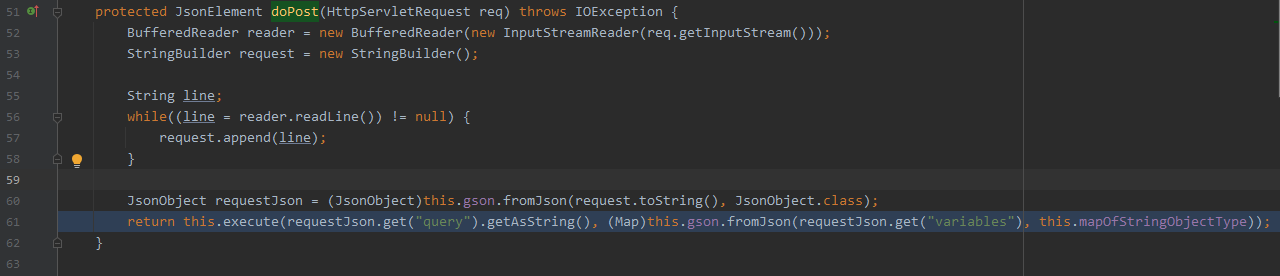 51 protected JsonElement doPost(HttpServletRequest req) throws IOException {
52 BufferedReader reader = new BufferedReader(new InputStreamReader(req.getInputStream()));
53 StringBuilder request = new StringBuilder();
54
55 String line;
56 while((line = reader.readLine()) != null) {
57 request.append(line);
58 }
59
60 JsonObject requestJson = (JsonObject)this.gson.fromJson(request.toString(), JsonObject.class);
61 return this.execute(requestJson.get("query").getAsString(), (Map)this.gson.fromJson(requestJson.get("variables"), this.mapOfStringObjectType));
62 }
63